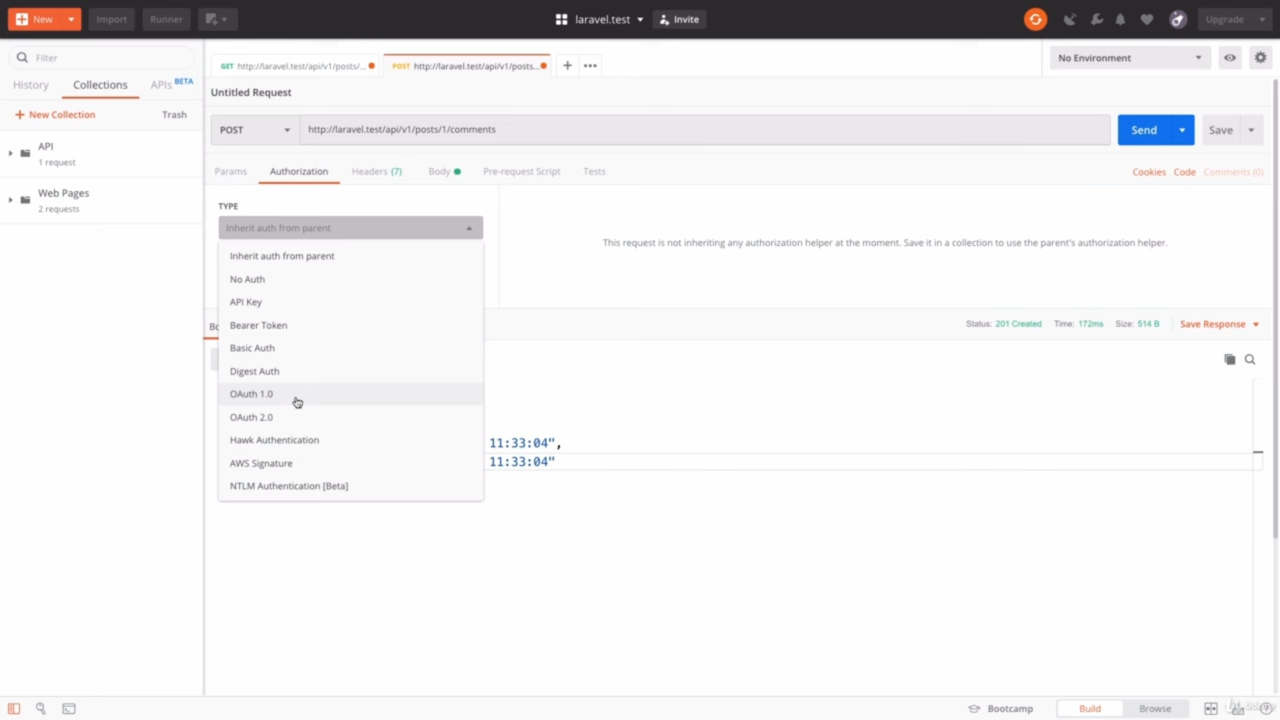 New
Import
Runner
laravel.test
Invite
Upgrade
Filter
GET http://laravel.test/api/v1/posts/...
POST http://laravel.test/api/v1/posts...
No Environment
History
Collections
APIs BETA
Untitled Request
New Collection
Trash
POST
http://laravel.test/api/v1/posts/1/comments
Send
Save
API
1 request
Web Pages
2 requests
Params
Authorization
Headers (7)
Body
Pre-request Script
Tests
Cookies
Code
Comments (0)
TYPE
Inherit auth from parent
This request is not inheriting any authorization helper at the moment. Save it in a collection to use the parent's authorization helper.
Inherit auth from parent
No Auth
API Key
Bearer Token
Basic Auth
Digest Auth
OAuth 1.0
OAuth 2.0
Hawk Authentication
AWS Signature
NTLM Authentication [Beta]
Status: 201 Created
Time: 172ms
Size: 514 B
Save Response
11:33:04",
11:33:04"
Bootcamp
Build
Browse